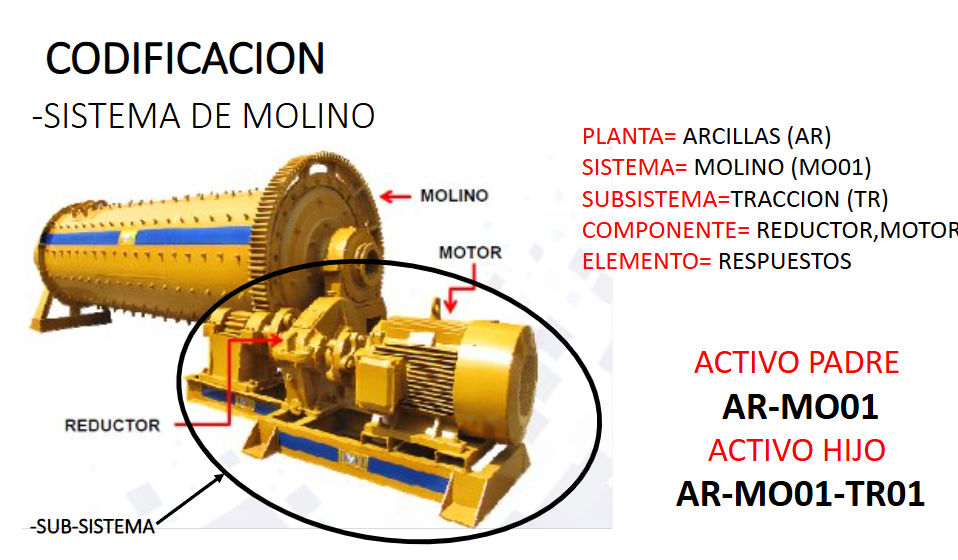 CODIFICACION
-SISTEMA DE MOLINO
PLANTA= ARCILLAS (AR)
SISTEMA= MOLINO (MO01)
SUBSISTEMA=TRACCION (TR)
COMPONENTE= REDUCTOR,MOTOR
ELEMENTO= RESPUESTOS
MOLINO
MOTOR
REDUCTOR
-SUB-SISTEMA
ACTIVO PADRE
AR-MO01
ACTIVO HIJO
AR-MO01-TR01